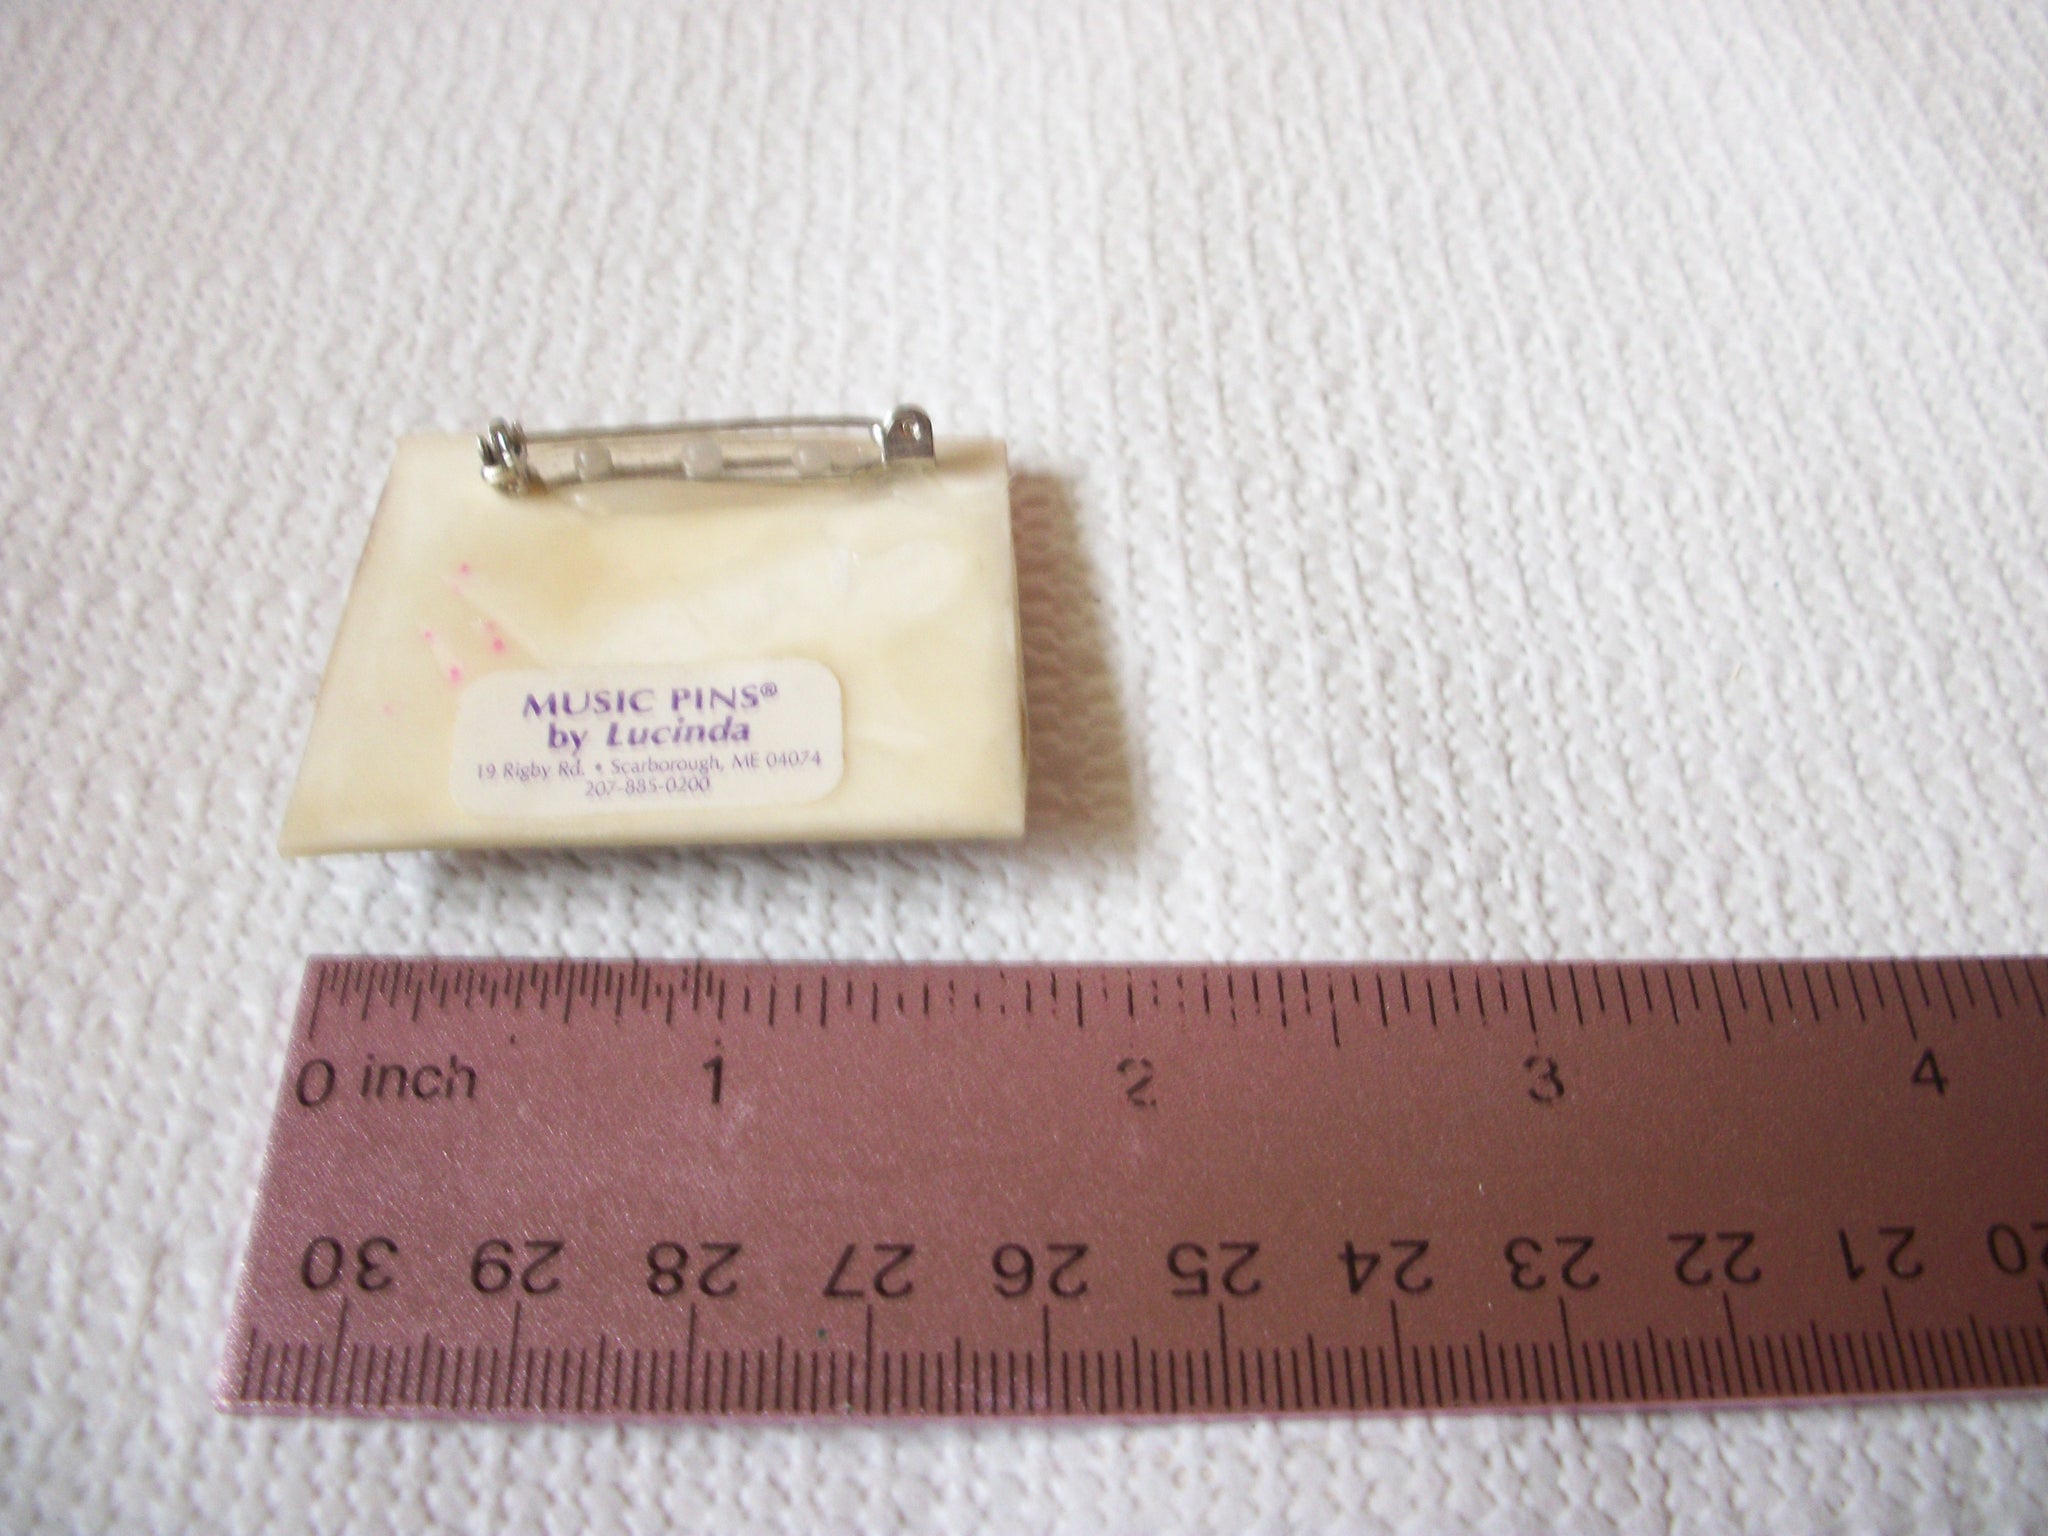 MUSIC PINS®
by Lucinda
19 Rigby Rd. • Scarborough, ME 04074
207-885-0200
0 inch 1 2 3 4
30 29 28 27 26 25 24 23 22 21 20